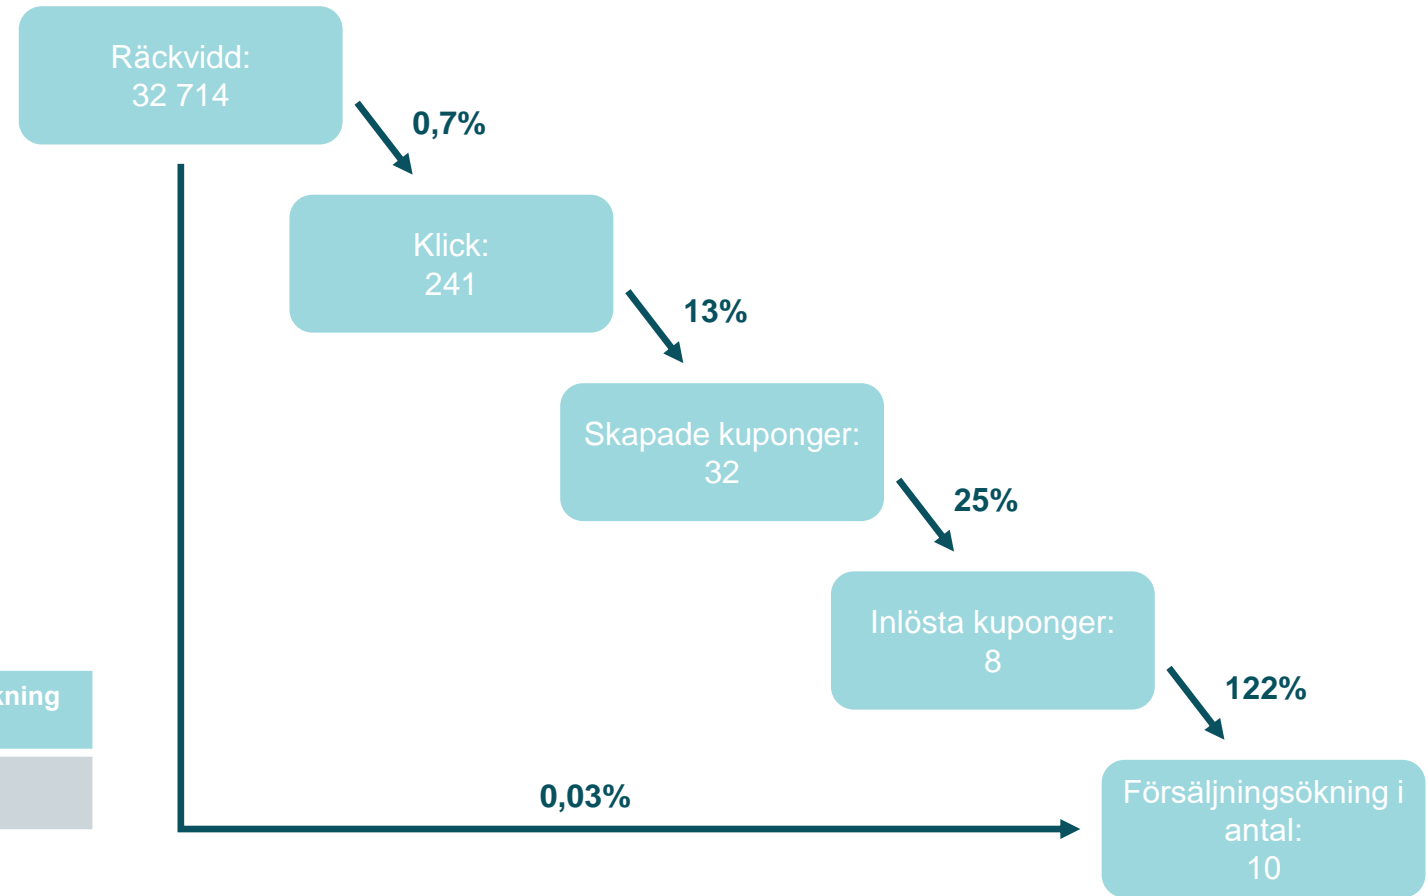 Räckvidd:
32 714
0,7%
Klick:
241
13%
Skapade kuponger:
32
25%
Inlösta kuponger:
8
122%
0,03%
Försäljningsökning i
antal:
10